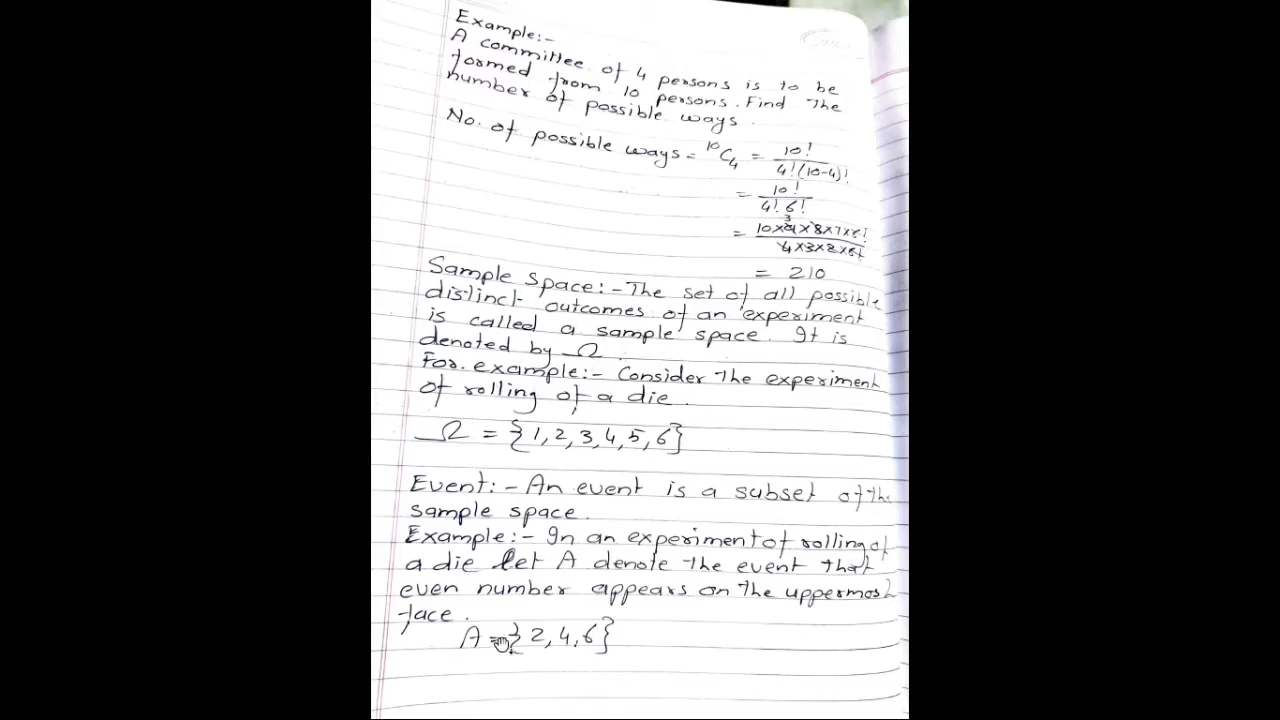 Example:-
A committee of 4 persons is to be
formed from 10 persons. Find the
number of possible ways.
No. of possible ways = ¹⁰C₄ = 10! / 4!(10-4)!
= 10! / 4! 6!
= 10×9×8×7×6! / 4×3×2×6!
= 210
Sample space:- The set of all possible
distinct outcomes of an experiment
is called a sample space. It is
denoted by Ω.
For. example:- Consider the experiment
of rolling of a die.
Ω = {1,2,3,4,5,6}
Event:- An event is a subset of the
sample space.
Example:- In an experiment of rolling of
a die let A denote the event that
even number appears on the uppermost
face.
A = {2,4,6}